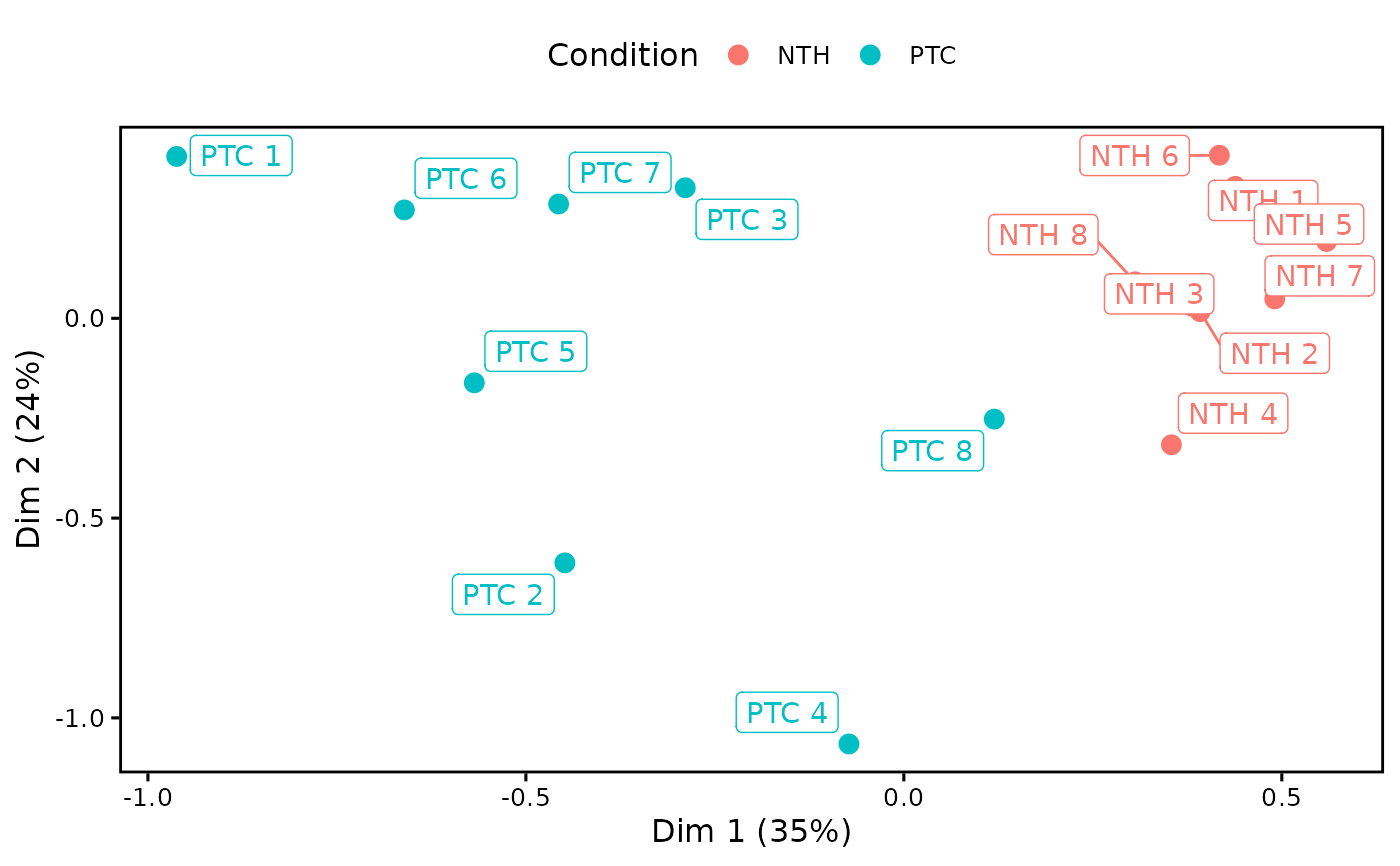 Condition NTH PTC
PTC 1
PTC 6
PTC 7
PTC 3
NTH 6
NTH 1
NTH 5
NTH 8
NTH 7
NTH 3
NTH 2
PTC 5
NTH 4
PTC 8
PTC 2
PTC 4
0.0
-0.5
-1.0
Dim 2 (24%)
-1.0 -0.5 0.0 0.5
Dim 1 (35%)